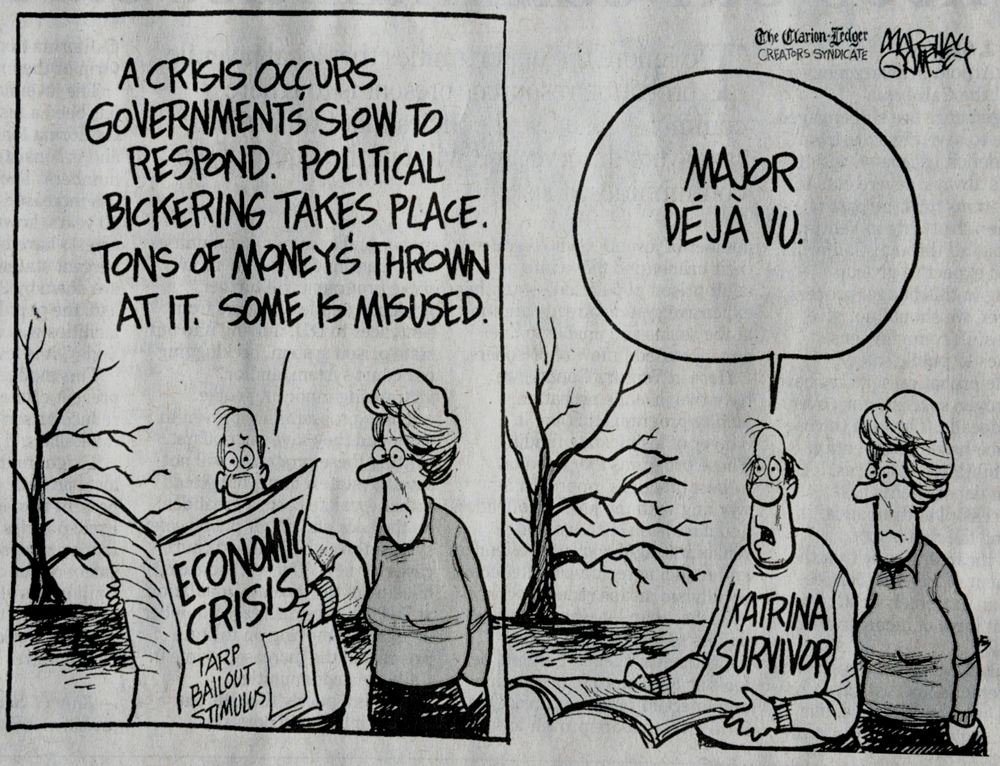 A CRISIS OCCURS.
GOVERNMENT'S SLOW TO
RESPOND. POLITICAL
BICKERING TAKES PLACE.
TONS OF MONEY'S THROWN
AT IT. SOME IS MISUSED.
ECONOMIC
CRISIS
TARP
BAILOUT
STIMULUS
The Clarion-Ledger
CREATORS SYNDICATE
MARSHALL
RAMSEY
MAJOR
DÉJÀ VU.
KATRINA
SURVIVOR